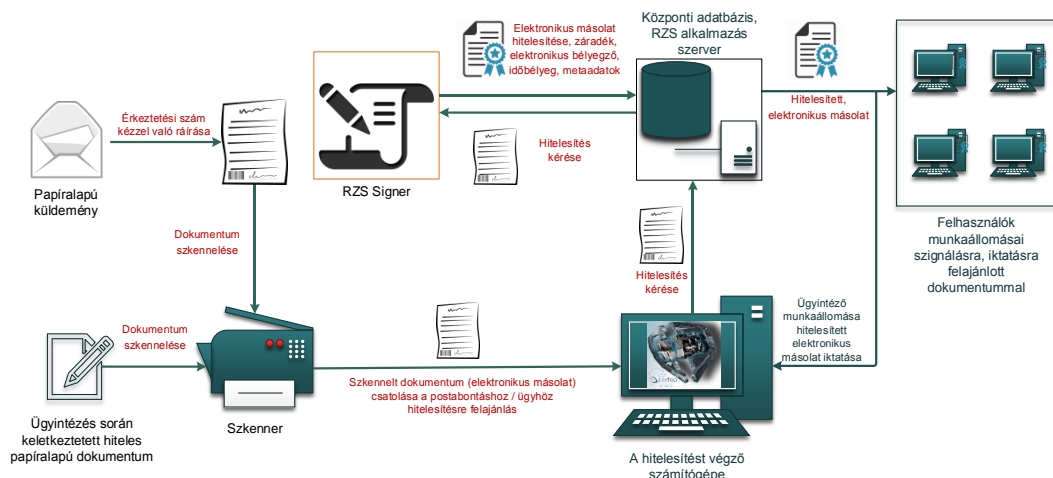 Elektronikus másolat
hitelesítése, záradék,
elektronikus bélyegző,
időbélyeg, metaadatok
Központi adatbázis,
RZS alkalmazás
szerver
Érkeztetési szám
kézzel való ráírása
Hitelesítés
kérése
Hitelesített,
elektronikus másolat
Papíralapú
küldemény
RZS Signer
Dokumentum
szkennelése
Hitelesítés
kérése
Felhasználók
munkaállomásai
szignálásra, iktatásra
felajánlott
dokumentummal
Dokumentum
szkennelése
Ügyintéző
munkaállomása
hitelesített
elektronikus
másolat iktatása
Szkennelt dokumentum (elektronikus másolat)
csatolása a postabontáshoz / ügyhöz
hitelesítésre felajánlás
Ügyintézés során
keletkeztetett hiteles
papíralapú dokumentum
Szkenner
A hitelesítést végző
számítógépe